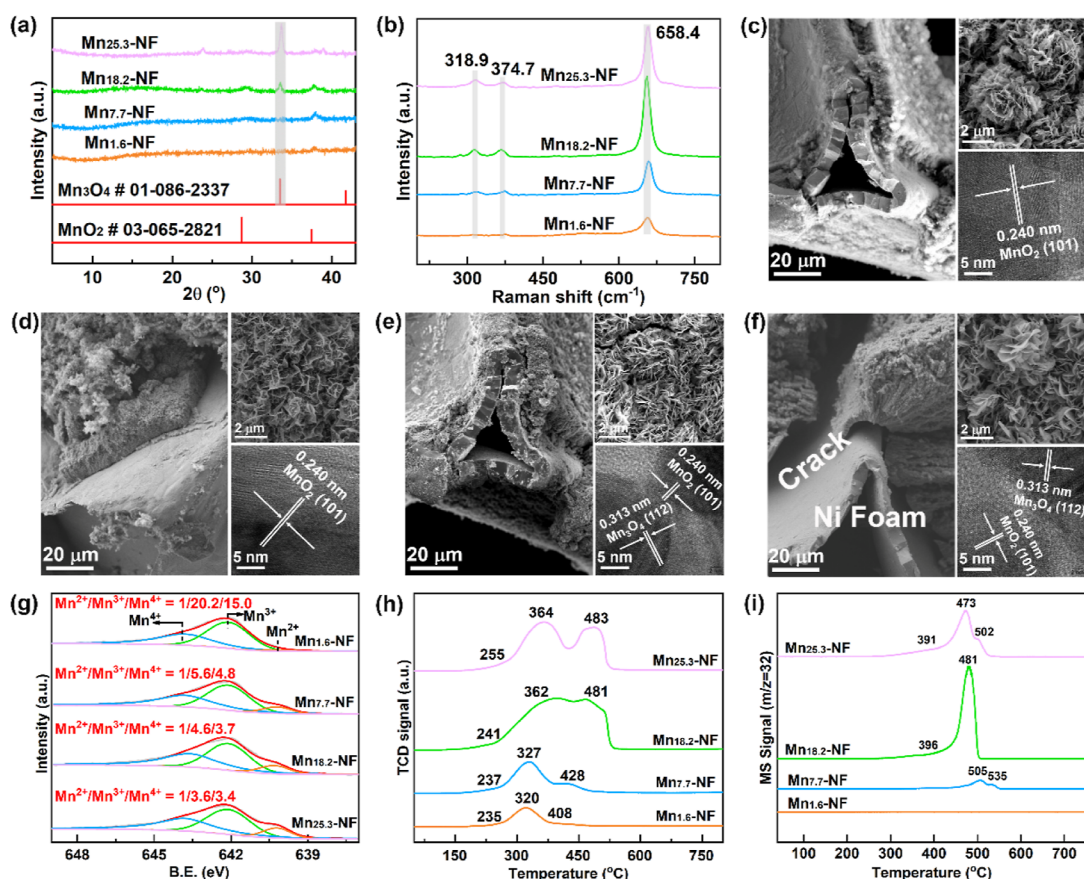 (a)
Mn25.3-NF
Mn18.2-NF
Mn7.7-NF
Mn1.6-NF
Mn3O4 # 01-086-2337
MnO2 # 03-065-2821
10 20 30 40
2θ (°)
Intensity (a.u.)
(b)
658.4
318.9 374.7
Mn25.3-NF
Mn18.2-NF
Mn7.7-NF
Mn1.6-NF
300 450 600 750
Raman shift (cm-1)
Intensity (a.u.)
(c)
20 μm
2 μm
0.240 nm
MnO2 (101)
5 nm
(d)
20 μm
2 μm
0.240 nm
MnO2 (101)
5 nm
(e)
20 μm
2 μm
0.240 nm
MnO2 (101)
0.313 nm
Mn3O4 (112)
5 nm
(f)
Crack
Ni Foam
20 μm
2 μm
0.313 nm
Mn3O4 (112)
0.240 nm
MnO2 (101)
5 nm
(g)
Mn2+/Mn3+/Mn4+ = 1/20.2/15.0
Mn4+ Mn3+ Mn2+
Mn1.6-NF
Mn2+/Mn3+/Mn4+ = 1/5.6/4.8
Mn7.7-NF
Mn2+/Mn3+/Mn4+ = 1/4.6/3.7
Mn18.2-NF
Mn2+/Mn3+/Mn4+ = 1/3.6/3.4
Mn25.3-NF
648 645 642 639
B.E. (eV)
Intensity (a.u.)
(h)
364 483
255
Mn25.3-NF
362 481
241
Mn18.2-NF
327
237 428
Mn7.7-NF
320
235 408
Mn1.6-NF
150 300 450 600 750
Temperature (°C)
TCD signal (a.u.)
(i)
473
391 502
Mn25.3-NF
481
396
Mn18.2-NF
505 535
Mn7.7-NF
Mn1.6-NF
100 200 300 400 500 600 700
Temperature (°C)
MS Signal (m/z=32)